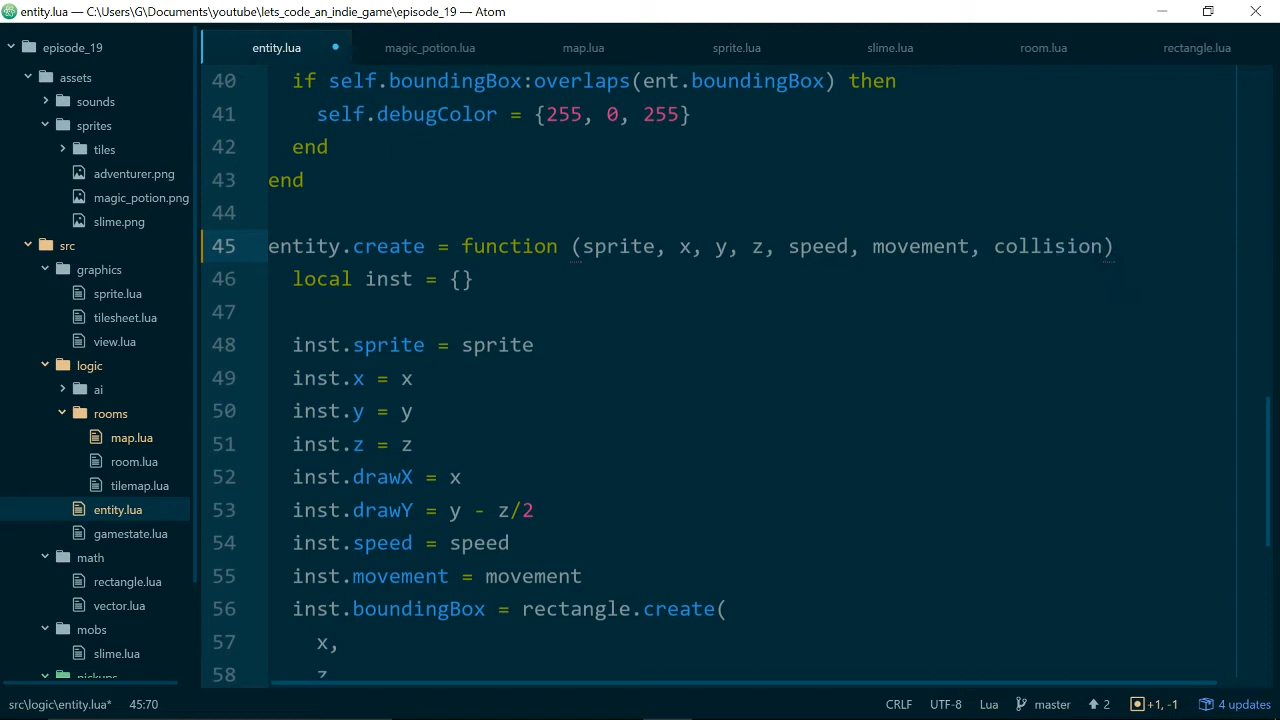 entity.lua — C:\Users\G\Documents\youtube\lets_code_an_indie_game\episode_19 — Atom
episode_19
assets
sounds
sprites
tiles
adventurer.png
magic_potion.png
slime.png
src
graphics
sprite.lua
tilesheet.lua
view.lua
logic
ai
rooms
map.lua
room.lua
tilemap.lua
entity.lua
gamestate.lua
math
rectangle.lua
vector.lua
mobs
slime.lua
pickups
entity.lua
magic_potion.lua
map.lua
sprite.lua
slime.lua
room.lua
rectangle.lua
40 if self.boundingBox:overlaps(ent.boundingBox) then
41 self.debugColor = {255, 0, 255}
42 end
43 end
44
45 entity.create = function (sprite, x, y, z, speed, movement, collision)
46 local inst = {}
47
48 inst.sprite = sprite
49 inst.x = x
50 inst.y = y
51 inst.z = z
52 inst.drawX = x
53 inst.drawY = y - z/2
54 inst.speed = speed
55 inst.movement = movement
56 inst.boundingBox = rectangle.create(
57 x,
58 z
src\logic\entity.lua* 45:70 CRLF UTF-8 Lua master 2 +1, -1 4 updates